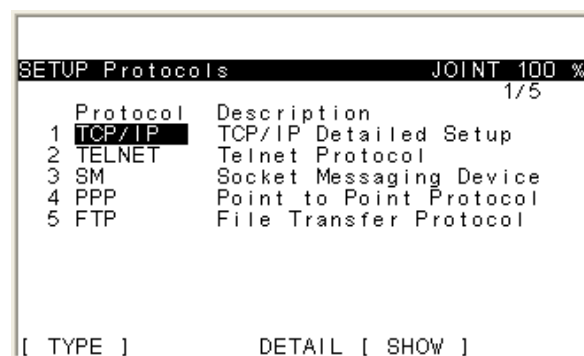 SETUP Protocols JOINT 100 %
1/5
Protocol Description
1 TCP/IP TCP/IP Detailed Setup
2 TELNET Telnet Protocol
3 SM Socket Messaging Device
4 PPP Point to Point Protocol
5 FTP File Transfer Protocol
[ TYPE ] DETAIL [ SHOW ]